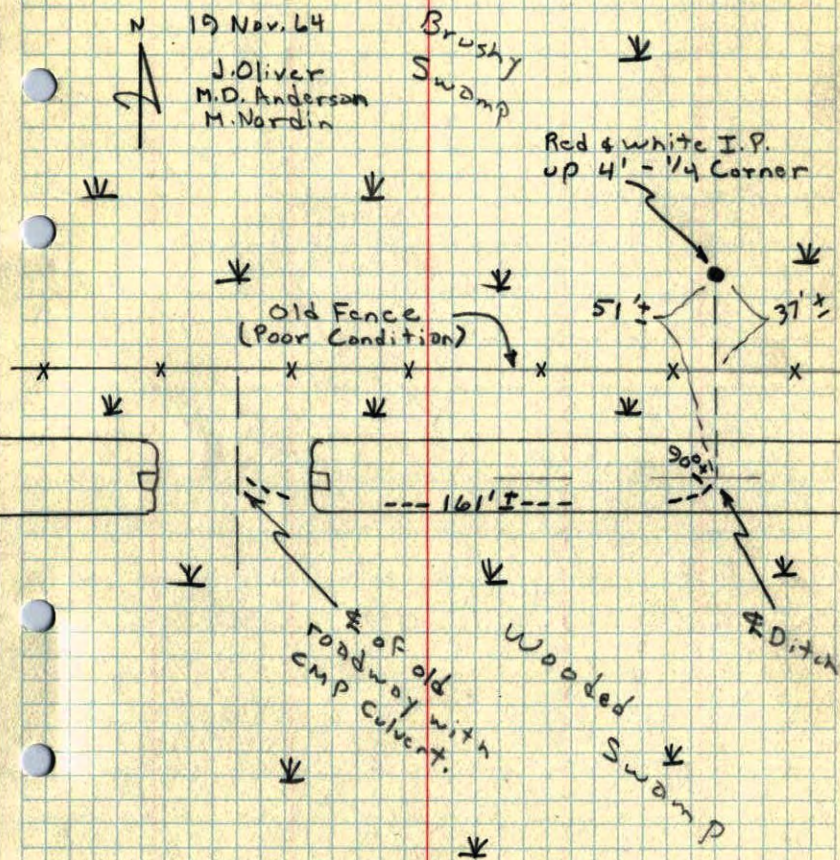 N
19 Nov. 64
J. Oliver
M.D. Anderson
M. Nordin
Brushy
Swamp
Red & white I.P.
up 4' - 1/4 Corner
51'±
37'±
Old Fence
(Poor Condition)
x x x x x x x
90°±
--- 161'± ---
℄ of old
roadway with
CMP Culvert.
℄ Ditch
Wooded
Swamp